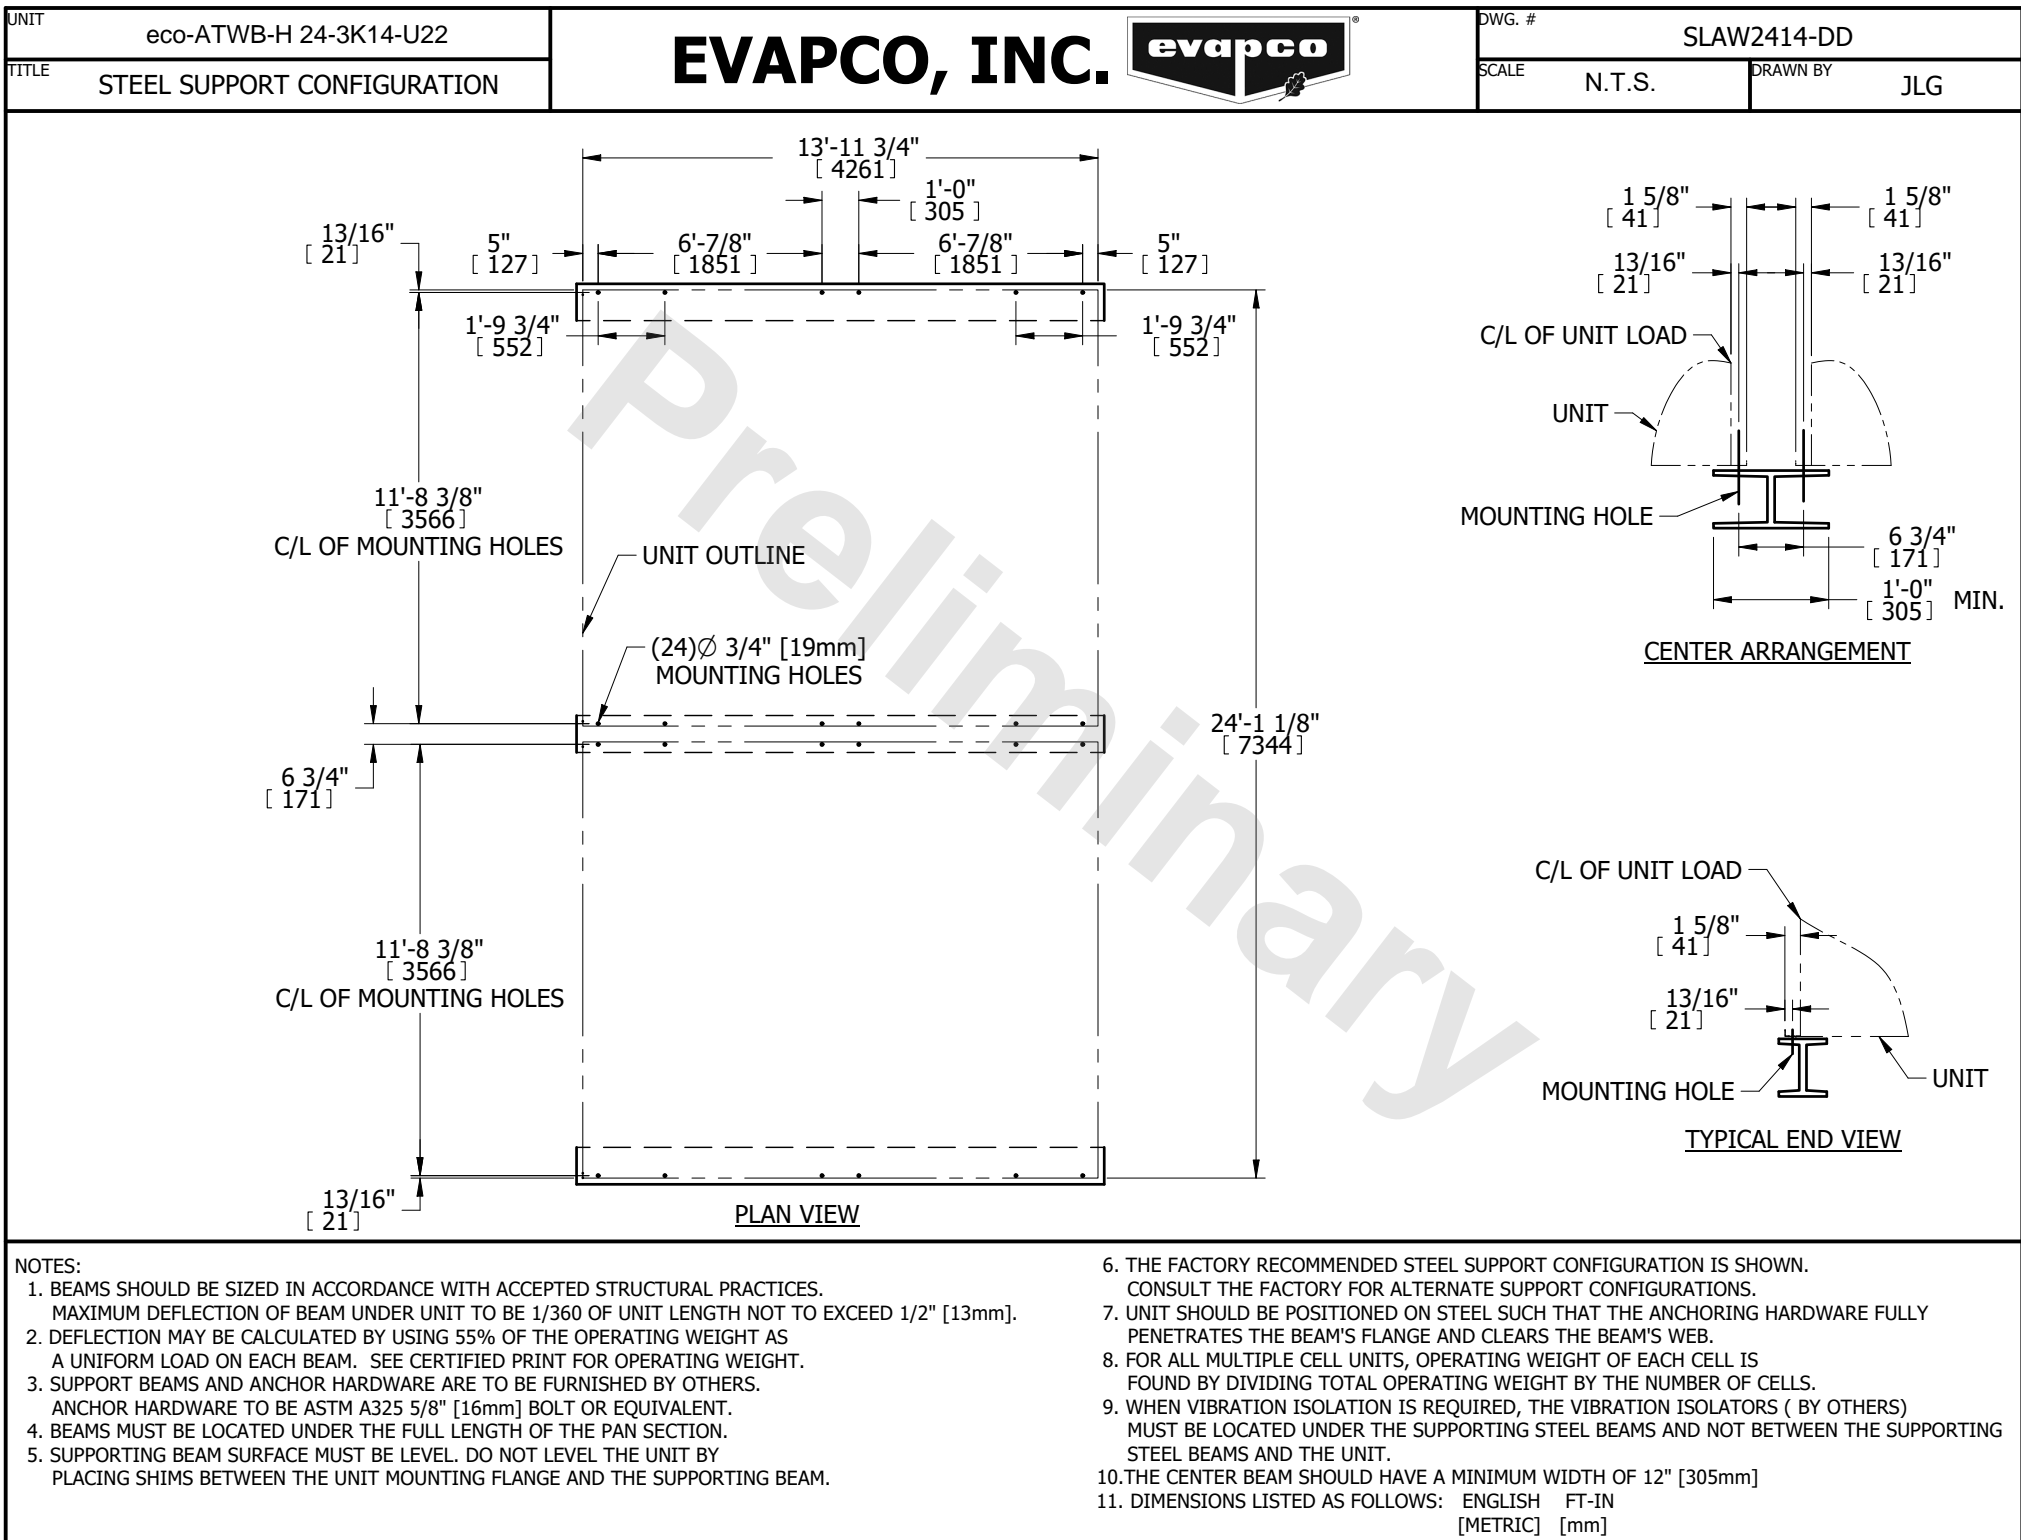 UNIT
eco-ATWB-H 24-3K14-U22
TITLE
STEEL SUPPORT CONFIGURATION
EVAPCO, INC.
evapco
®
DWG. #
SLAW2414-DD
SCALE
N.T.S.
DRAWN BY
JLG
13'-11 3/4"
[ 4261 ]
1'-0"
[ 305 ]
13/16"
[ 21 ]
5"
[ 127 ]
6'-7/8"
[ 1851 ]
6'-7/8"
[ 1851 ]
5"
[ 127 ]
1'-9 3/4"
[ 552 ]
1'-9 3/4"
[ 552 ]
11'-8 3/8"
[ 3566 ]
C/L OF MOUNTING HOLES
UNIT OUTLINE
(24)∅ 3/4" [19mm]
MOUNTING HOLES
24'-1 1/8"
[ 7344 ]
6 3/4"
[ 171 ]
11'-8 3/8"
[ 3566 ]
C/L OF MOUNTING HOLES
13/16"
[ 21 ]
PLAN VIEW
Preliminary
1 5/8"
[ 41 ]
1 5/8"
[ 41 ]
13/16"
[ 21 ]
13/16"
[ 21 ]
C/L OF UNIT LOAD
UNIT
MOUNTING HOLE
6 3/4"
[ 171 ]
1'-0"
[ 305 ] MIN.
CENTER ARRANGEMENT
C/L OF UNIT LOAD
1 5/8"
[ 41 ]
13/16"
[ 21 ]
MOUNTING HOLE
UNIT
TYPICAL END VIEW
NOTES:
1. BEAMS SHOULD BE SIZED IN ACCORDANCE WITH ACCEPTED STRUCTURAL PRACTICES.
MAXIMUM DEFLECTION OF BEAM UNDER UNIT TO BE 1/360 OF UNIT LENGTH NOT TO EXCEED 1/2" [13mm].
2. DEFLECTION MAY BE CALCULATED BY USING 55% OF THE OPERATING WEIGHT AS
A UNIFORM LOAD ON EACH BEAM. SEE CERTIFIED PRINT FOR OPERATING WEIGHT.
3. SUPPORT BEAMS AND ANCHOR HARDWARE ARE TO BE FURNISHED BY OTHERS.
ANCHOR HARDWARE TO BE ASTM A325 5/8" [16mm] BOLT OR EQUIVALENT.
4. BEAMS MUST BE LOCATED UNDER THE FULL LENGTH OF THE PAN SECTION.
5. SUPPORTING BEAM SURFACE MUST BE LEVEL. DO NOT LEVEL THE UNIT BY
PLACING SHIMS BETWEEN THE UNIT MOUNTING FLANGE AND THE SUPPORTING BEAM.
6. THE FACTORY RECOMMENDED STEEL SUPPORT CONFIGURATION IS SHOWN.
CONSULT THE FACTORY FOR ALTERNATE SUPPORT CONFIGURATIONS.
7. UNIT SHOULD BE POSITIONED ON STEEL SUCH THAT THE ANCHORING HARDWARE FULLY
PENETRATES THE BEAM'S FLANGE AND CLEARS THE BEAM'S WEB.
8. FOR ALL MULTIPLE CELL UNITS, OPERATING WEIGHT OF EACH CELL IS
FOUND BY DIVIDING TOTAL OPERATING WEIGHT BY THE NUMBER OF CELLS.
9. WHEN VIBRATION ISOLATION IS REQUIRED, THE VIBRATION ISOLATORS ( BY OTHERS)
MUST BE LOCATED UNDER THE SUPPORTING STEEL BEAMS AND NOT BETWEEN THE SUPPORTING
STEEL BEAMS AND THE UNIT.
10.THE CENTER BEAM SHOULD HAVE A MINIMUM WIDTH OF 12" [305mm]
11. DIMENSIONS LISTED AS FOLLOWS: ENGLISH FT-IN
[METRIC] [mm]